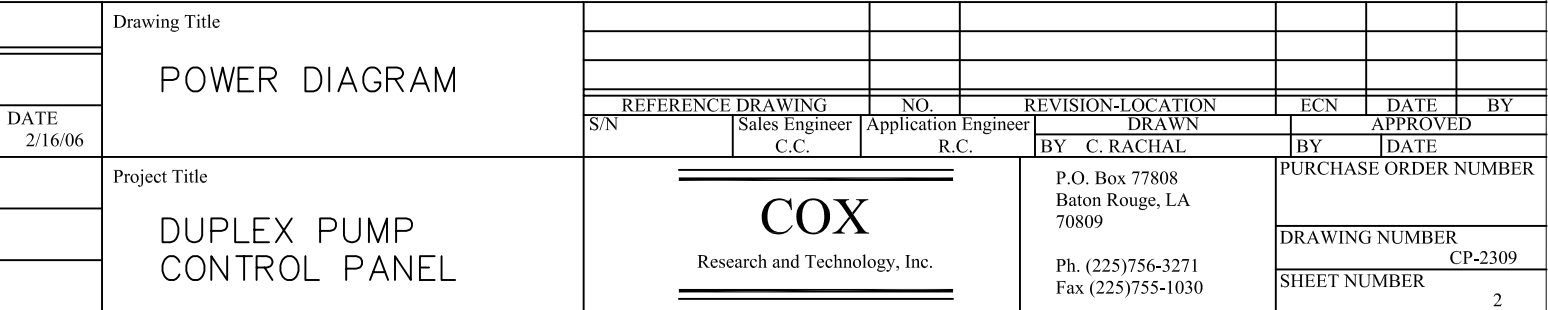 Drawing Title
POWER DIAGRAM
DATE
2/16/06
REFERENCE DRAWING NO. REVISION-LOCATION ECN DATE BY
S/N Sales Engineer Application Engineer DRAWN APPROVED
C.C. R.C. BY C. RACHAL BY DATE
Project Title
DUPLEX PUMP
CONTROL PANEL
COX
Research and Technology, Inc.
P.O. Box 77808
Baton Rouge, LA
70809
Ph. (225)756-3271
Fax (225)755-1030
PURCHASE ORDER NUMBER
DRAWING NUMBER
CP-2309
SHEET NUMBER
2